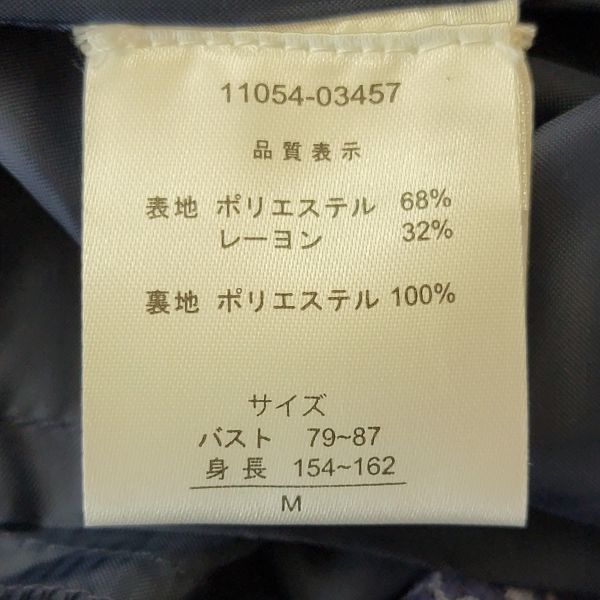 11054-03457
品質表示
表地 ポリエステル 68%
レーヨン 32%
裏地 ポリエステル 100%
サイズ
バスト 79~87
身長 154~162
M